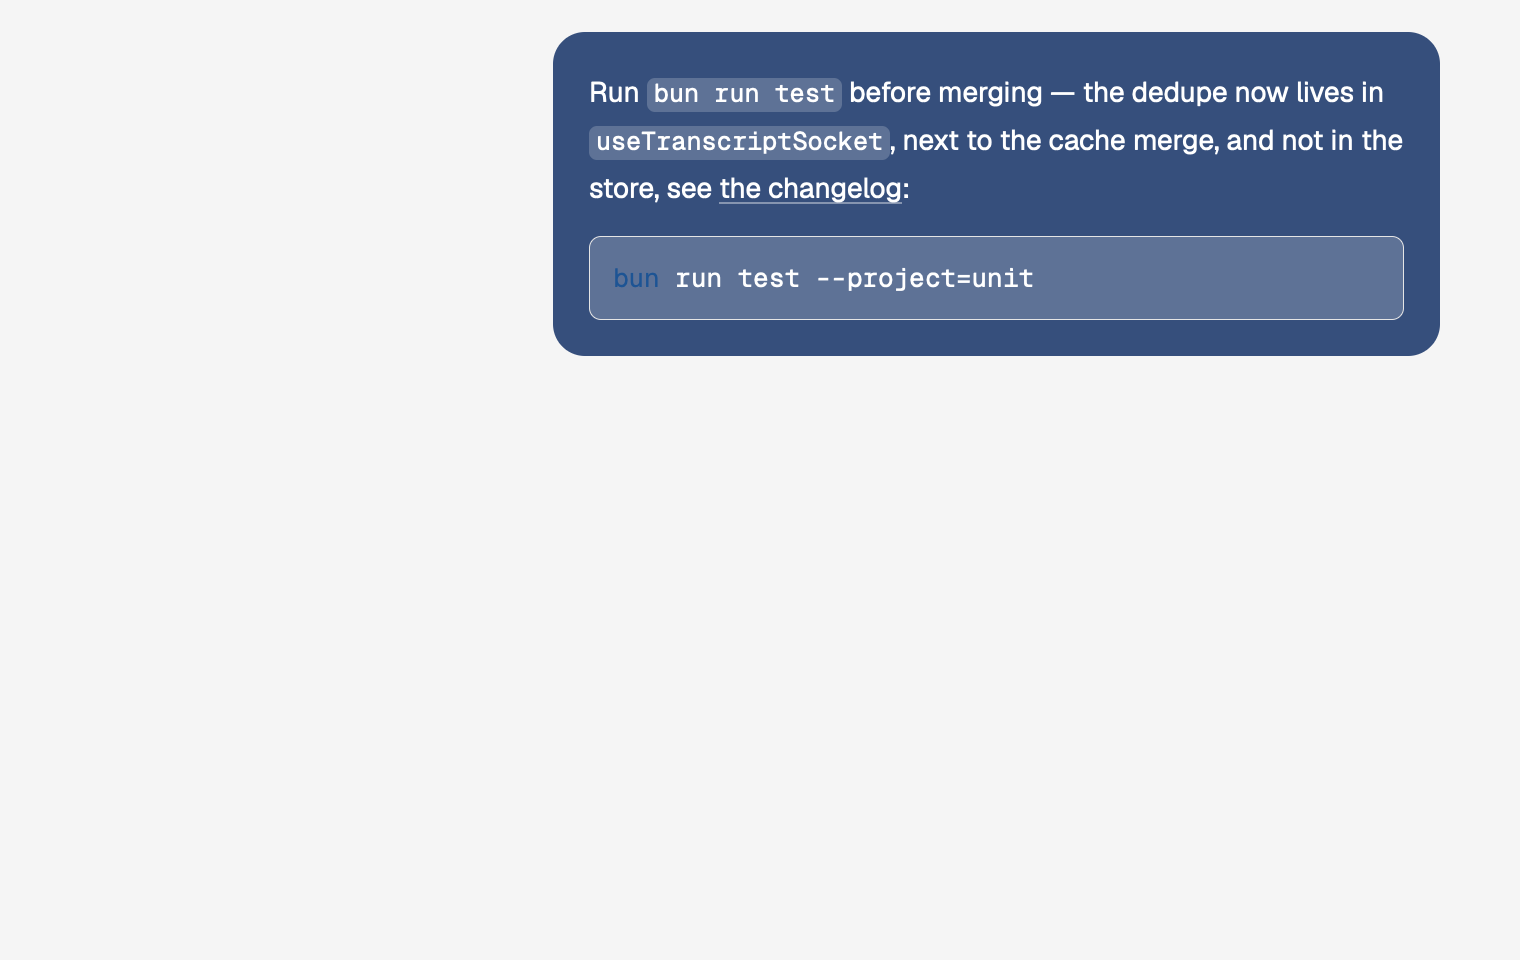 Run bun run test before merging — the dedupe now lives in
useTranscriptSocket, next to the cache merge, and not in the
store, see the changelog:
bun run test --project=unit